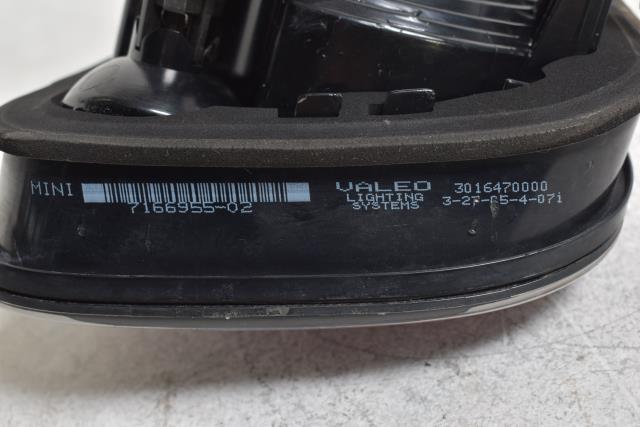 MINI
7166955-02
VALEO
LIGHTING
SYSTEMS
3016470000